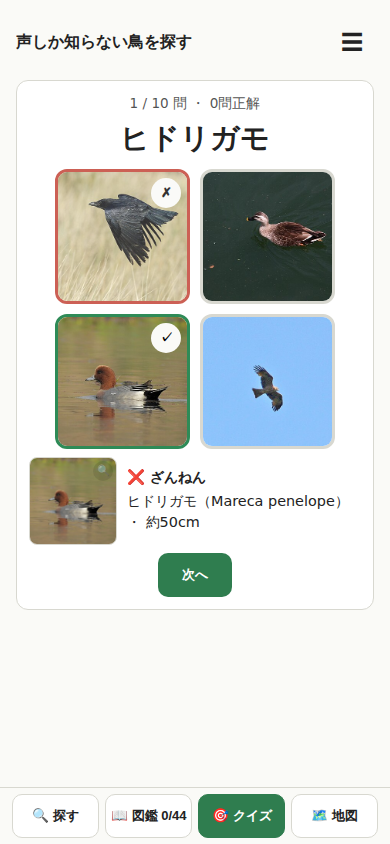 声しか知らない鳥を探す
☰
1 / 10 問 ・ 0問正解
ヒドリガモ
✗
✓
❌ ざんねん
ヒドリガモ（Mareca penelope）
・ 約50cm
次へ
🔍 探す
📖 図鑑 0/44
🎯 クイズ
🗺️ 地図